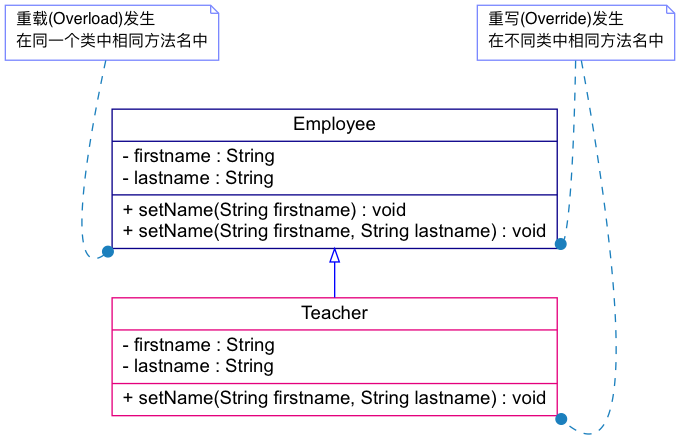 重载(Overload)发生
在同一个类中相同方法名中
重写(Override)发生
在不同类中相同方法名中
Employee
- firstname : String
- lastname : String
+ setName(String firstname) : void
+ setName(String firstname, String lastname) : void
Teacher
- firstname : String
- lastname : String
+ setName(String firstname, String lastname) : void